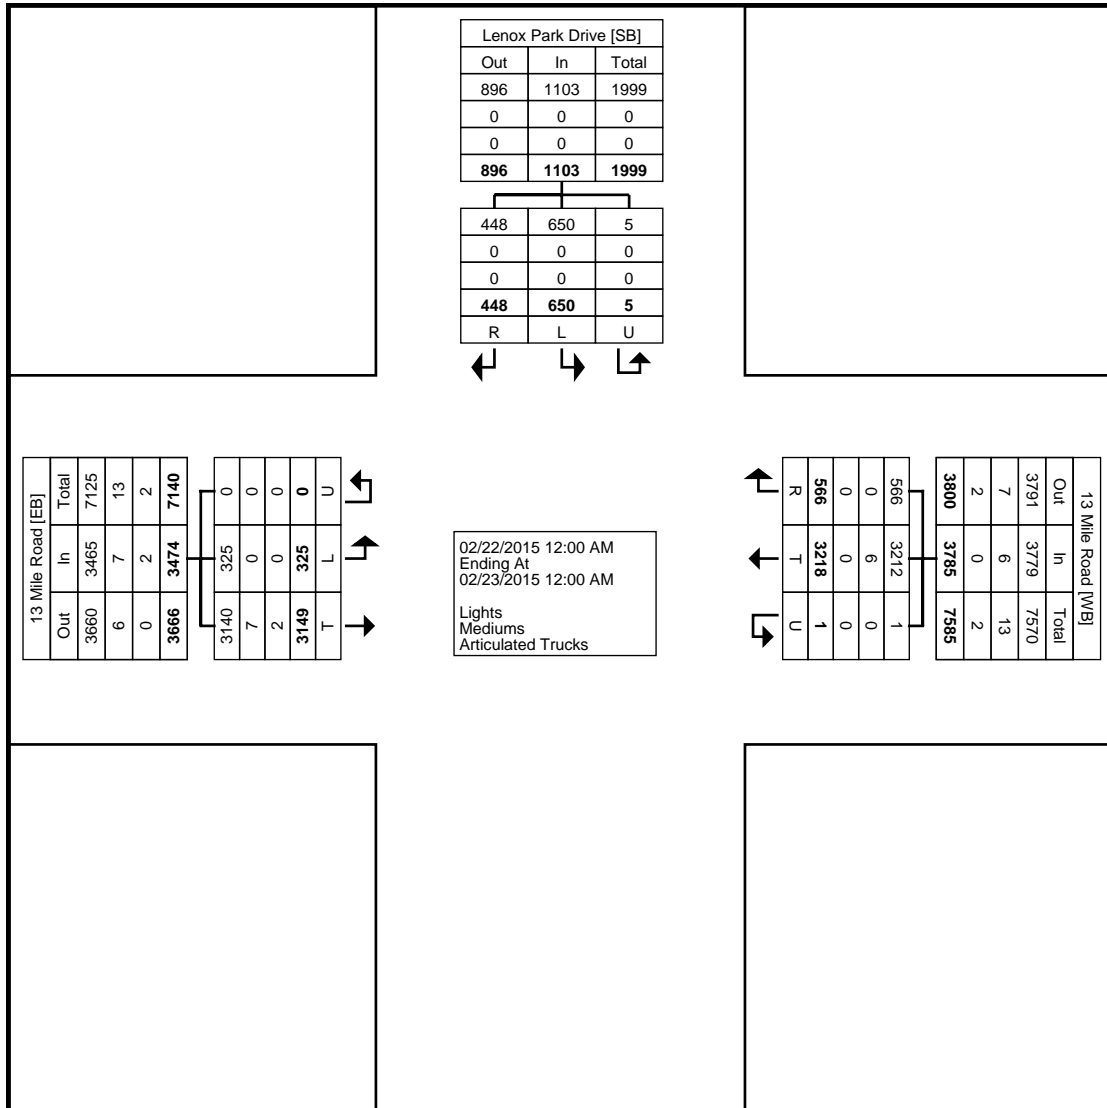 Lenox Park Drive [SB]
Out In Total
896 1103 1999
0 0 0
0 0 0
896 1103 1999
448 650 5
0 0 0
0 0 0
448 650 5
R L U
13 Mile Road [EB]
Out In Total
3660 3465 7125
6 7 13
0 2 2
3666 3474 7140
3140 325 0
7 0 0
2 0 0
3149 325 0
T L U
02/22/2015 12:00 AM
Ending At
02/23/2015 12:00 AM
Lights
Mediums
Articulated Trucks
13 Mile Road [WB]
Out In Total
3791 3779 7570
7 6 13
2 0 2
3800 3785 7585
566 3212 1
0 6 0
0 0 0
566 3218 1
R T U